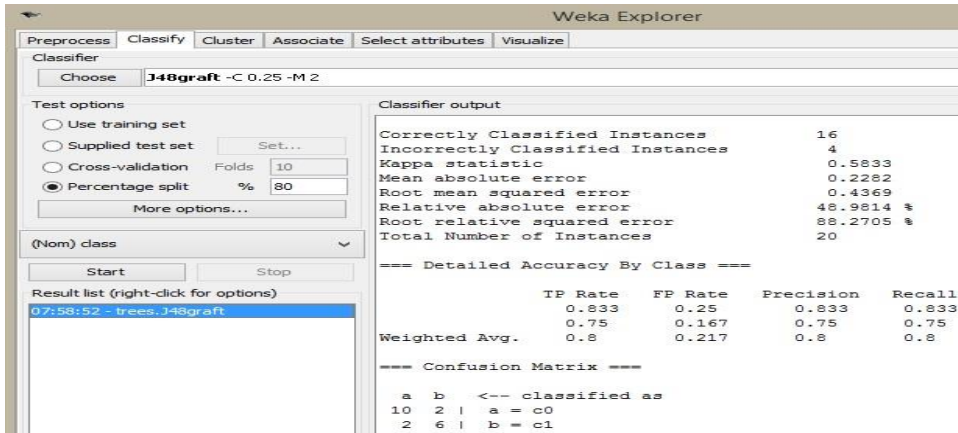 Weka Explorer
Preprocess Classify Cluster Associate Select attributes Visualize
Classifier
Choose J48graft -C 0.25 -M 2
Test options
Use training set
Supplied test set Set...
Cross-validation Folds 10
Percentage split % 80
More options...
(Nom) class
Start Stop
Result list (right-click for options)
07:58:52 - trees.J48graft
Classifier output
Correctly Classified Instances 16
Incorrectly Classified Instances 4
Kappa statistic 0.5833
Mean absolute error 0.2282
Root mean squared error 0.4369
Relative absolute error 48.9814 %
Root relative squared error 88.2705 %
Total Number of Instances 20
=== Detailed Accuracy By Class ===
TP Rate FP Rate Precision Recall
0.833 0.25 0.833 0.833
0.75 0.167 0.75 0.75
Weighted Avg. 0.8 0.217 0.8 0.8
=== Confusion Matrix ===
a b <-- classified as
10 2 | a = c0
2 6 | b = c1